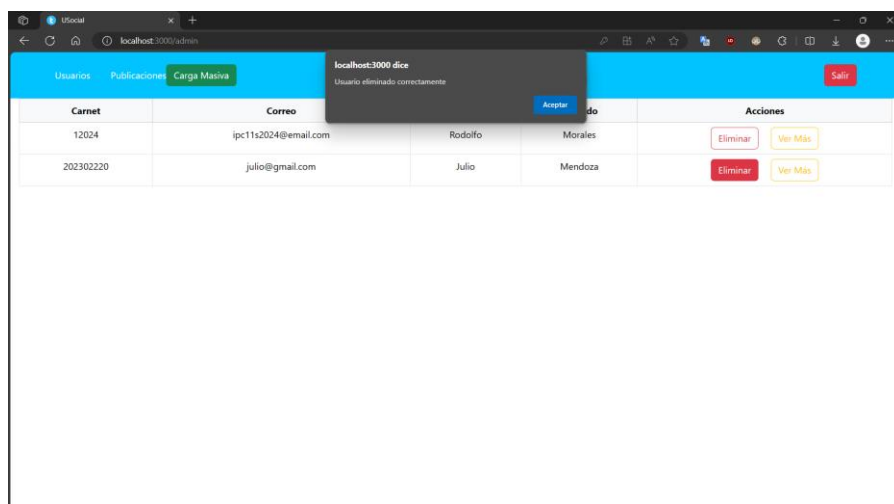 USocial
localhost:3000/admin
localhost:3000 dice
Usuario eliminado correctamente
Aceptar
Usuarios Publicaciones Carga Masiva Salir
Carnet Correo do Acciones
12024 ipc11s2024@email.com Rodolfo Morales Eliminar Ver Más
202302220 julio@gmail.com Julio Mendoza Eliminar Ver Más